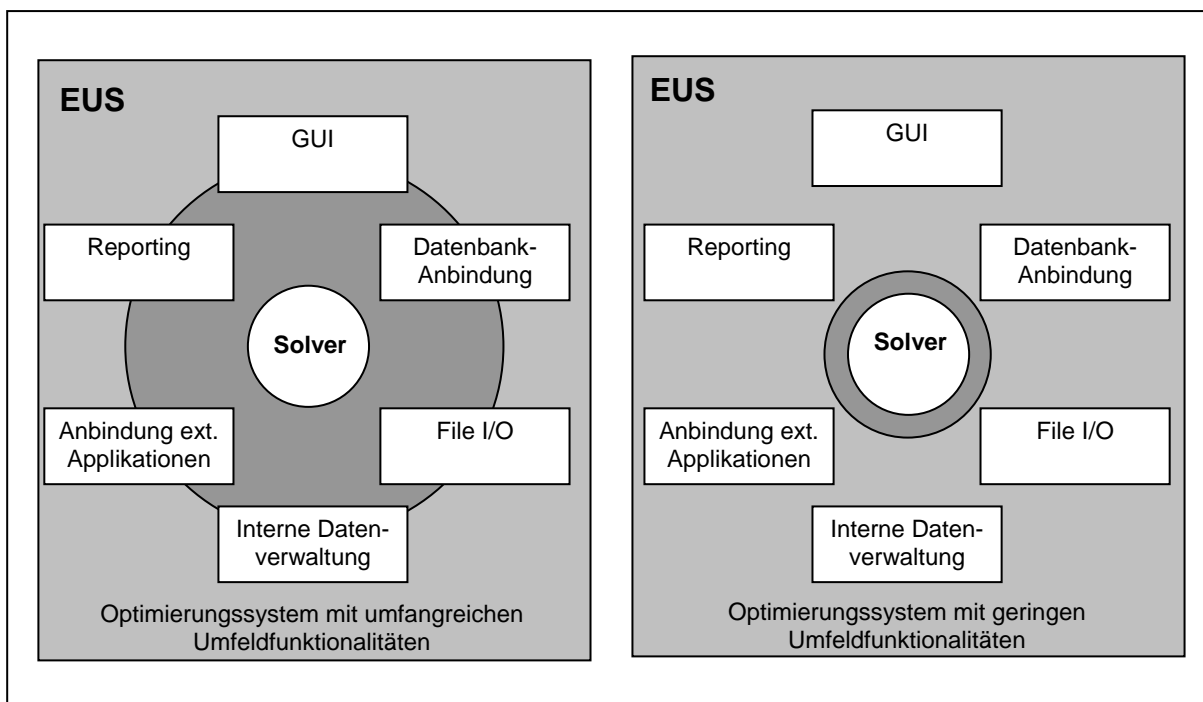 EUS
GUI
Reporting
Datenbank-
Anbindung
Solver
Anbindung ext.
Applikationen
File I/O
Interne Daten-
verwaltung
Optimierungssystem mit umfangreichen
Umfeldfunktionalitäten
EUS
GUI
Reporting
Datenbank-
Anbindung
Solver
Anbindung ext.
Applikationen
File I/O
Interne Daten-
verwaltung
Optimierungssystem mit geringen
Umfeldfunktionalitäten